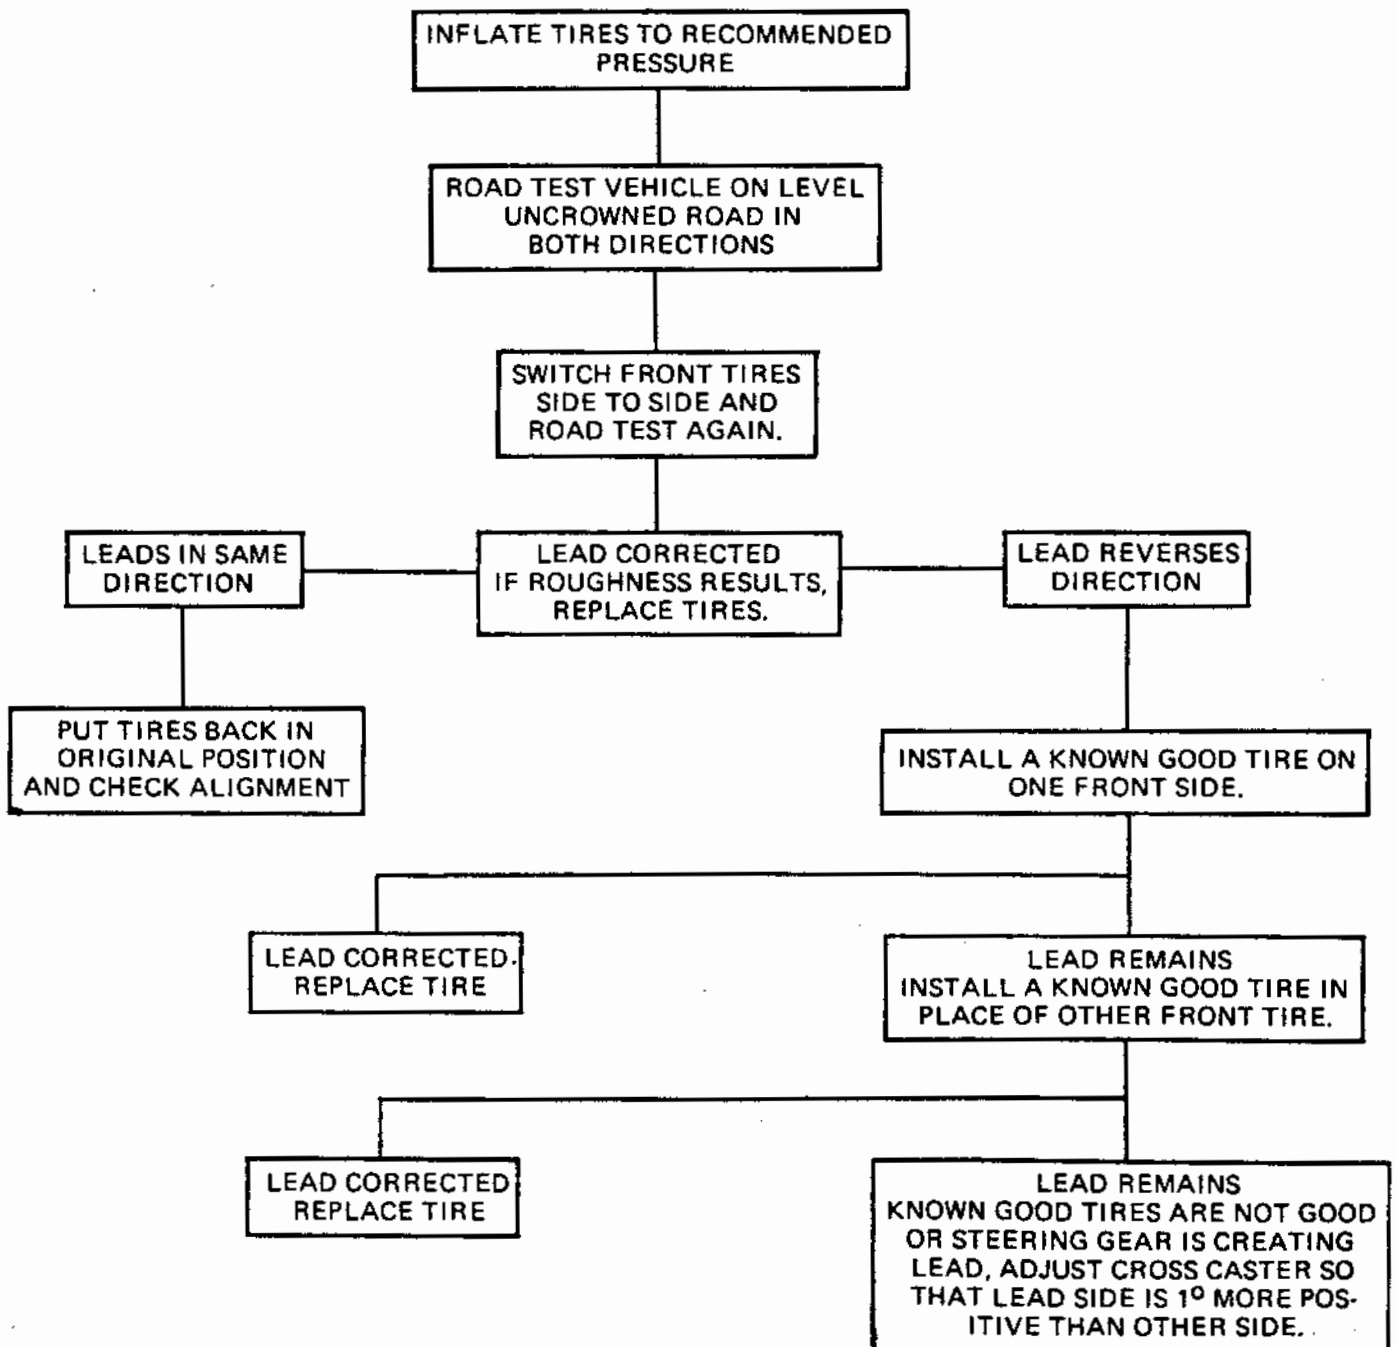 INFLATE TIRES TO RECOMMENDED
PRESSURE
ROAD TEST VEHICLE ON LEVEL
UNCROWNED ROAD IN
BOTH DIRECTIONS
SWITCH FRONT TIRES
SIDE TO SIDE AND
ROAD TEST AGAIN.
LEADS IN SAME
DIRECTION
LEAD CORRECTED
IF ROUGHNESS RESULTS,
REPLACE TIRES.
LEAD REVERSES
DIRECTION
PUT TIRES BACK IN
ORIGINAL POSITION
AND CHECK ALIGNMENT
INSTALL A KNOWN GOOD TIRE ON
ONE FRONT SIDE.
LEAD CORRECTED.
REPLACE TIRE
LEAD REMAINS
INSTALL A KNOWN GOOD TIRE IN
PLACE OF OTHER FRONT TIRE.
LEAD CORRECTED
REPLACE TIRE
LEAD REMAINS
KNOWN GOOD TIRES ARE NOT GOOD
OR STEERING GEAR IS CREATING
LEAD, ADJUST CROSS CASTER SO
THAT LEAD SIDE IS 1º MORE POS-
ITIVE THAN OTHER SIDE.